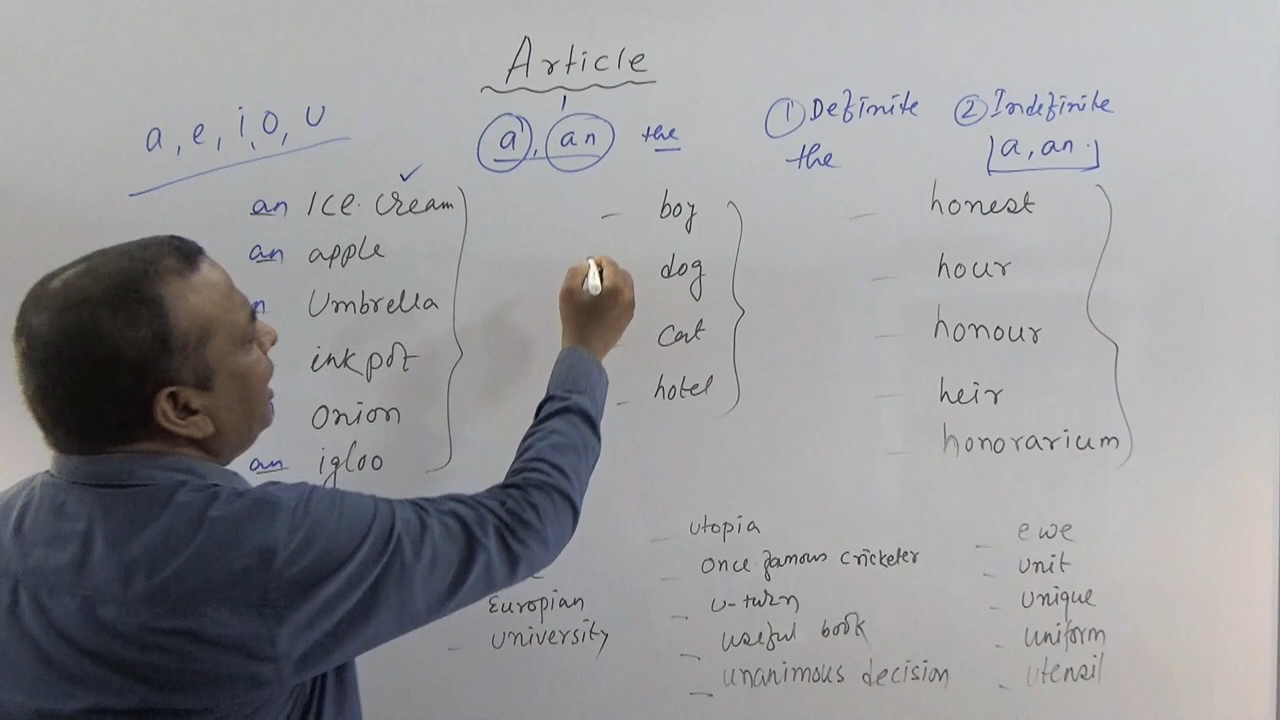 Article
a, e, i, o, u
a, an the
① Definite
the
② Indefinite
a, an.
an Ice. cream
an apple
n Umbrella
ink pot
onion
an igloo
boy
dog
cat
hotel
honest
hour
honour
heir
honorarium
Europian
university
utopia
once famous cricketer
u-turn
useful book
unanimous decision
ewe
unit
unique
uniform
utensil